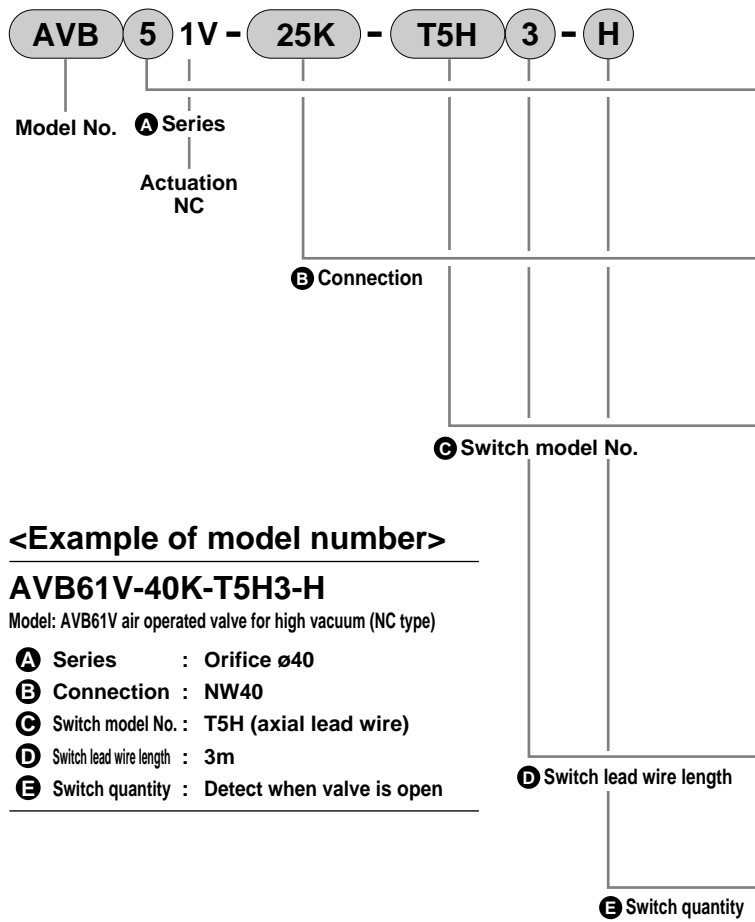 AVB 5 1V - 25K - T5H 3 - H
Model No. A Series
Actuation
NC
B Connection
C Switch model No.
<Example of model number>
AVB61V-40K-T5H3-H
Model: AVB61V air operated valve for high vacuum (NC type)
A Series : Orifice ø40
B Connection : NW40
C Switch model No. : T5H (axial lead wire)
D Switch lead wire length : 3m
E Switch quantity : Detect when valve is open
D Switch lead wire length
E Switch quantity